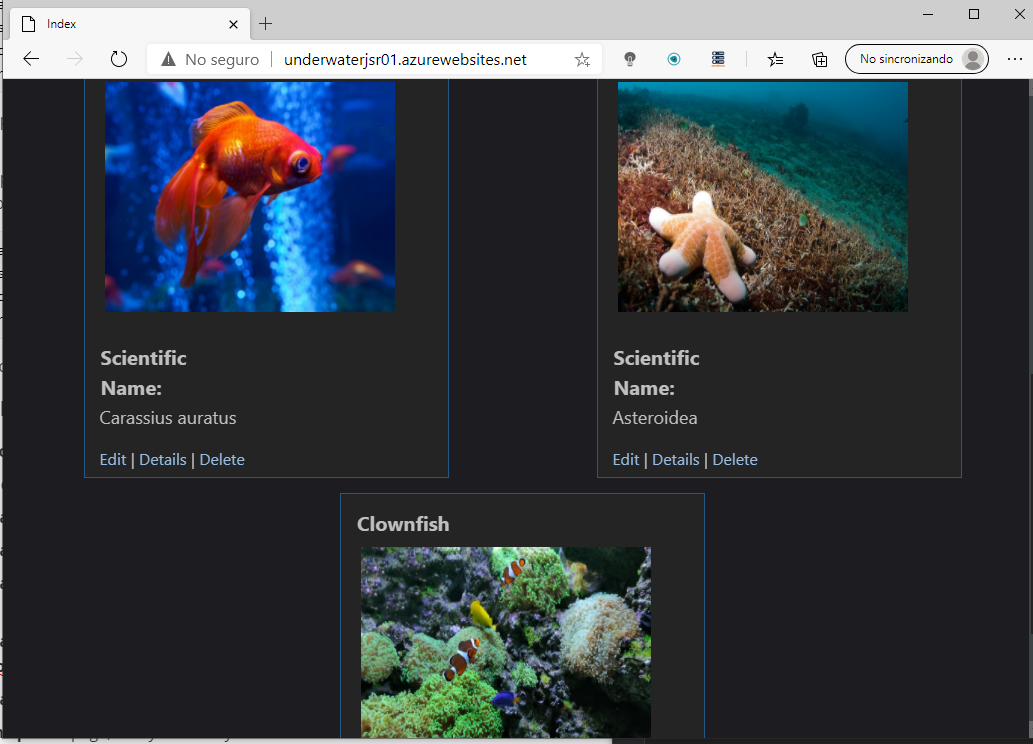 Index
No seguro
underwaterjsr01.azurewebsites.net
No sincronizando
Scientific
Name:
Carassius auratus
Edit | Details | Delete
Scientific
Name:
Asteroidea
Edit | Details | Delete
Clownfish